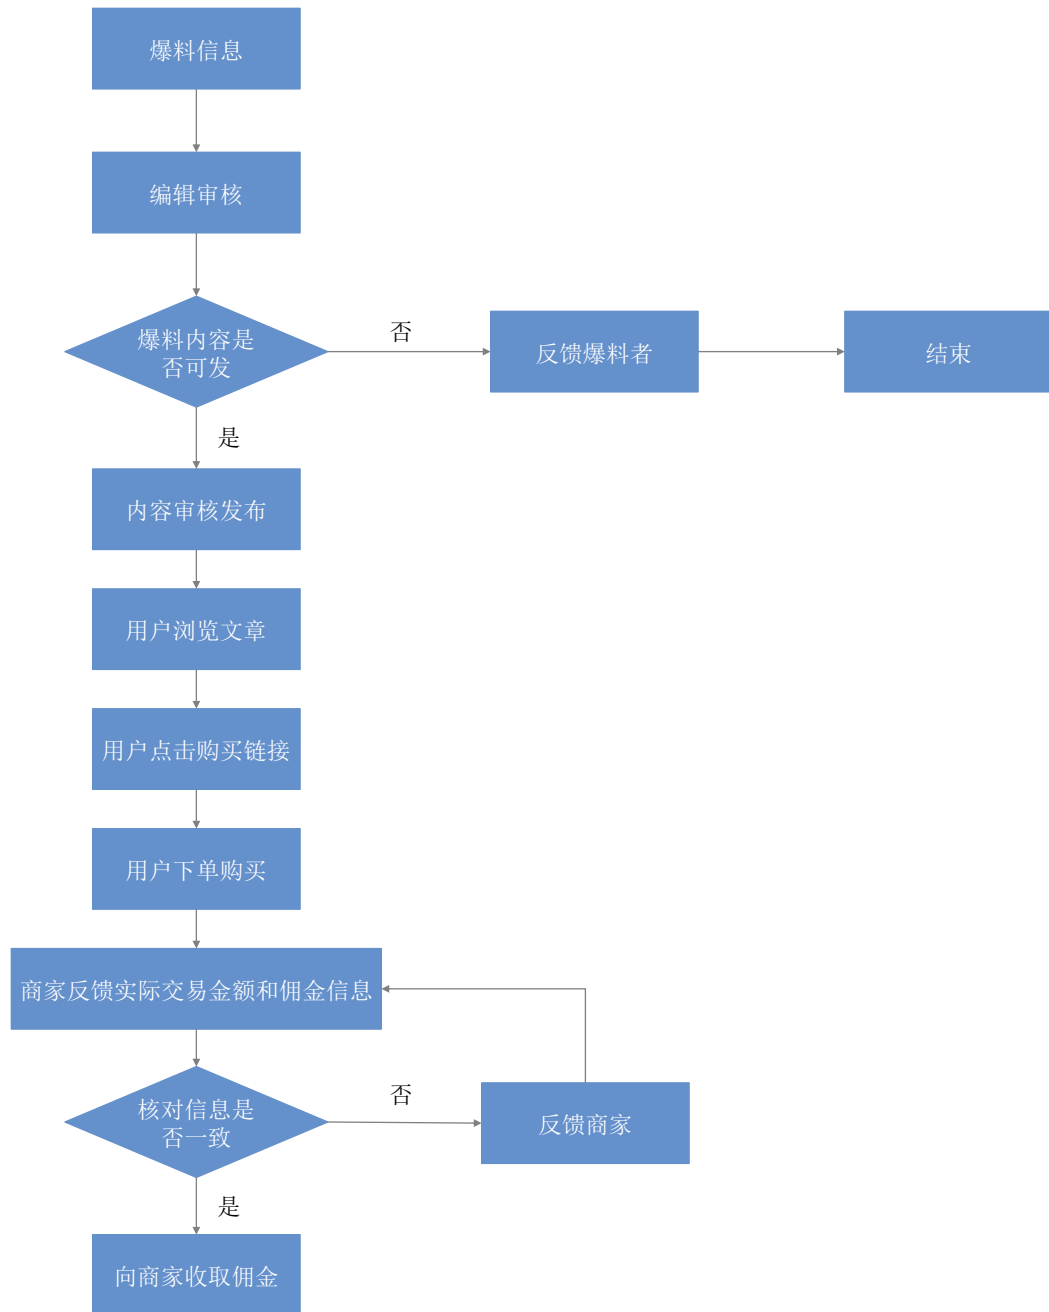 爆料信息
编辑审核
爆料内容是
否可发
否
反馈爆料者
结束
是
内容审核发布
用户浏览文章
用户点击购买链接
用户下单购买
商家反馈实际交易金额和佣金信息
核对信息是
否一致
否
反馈商家
是
向商家收取佣金